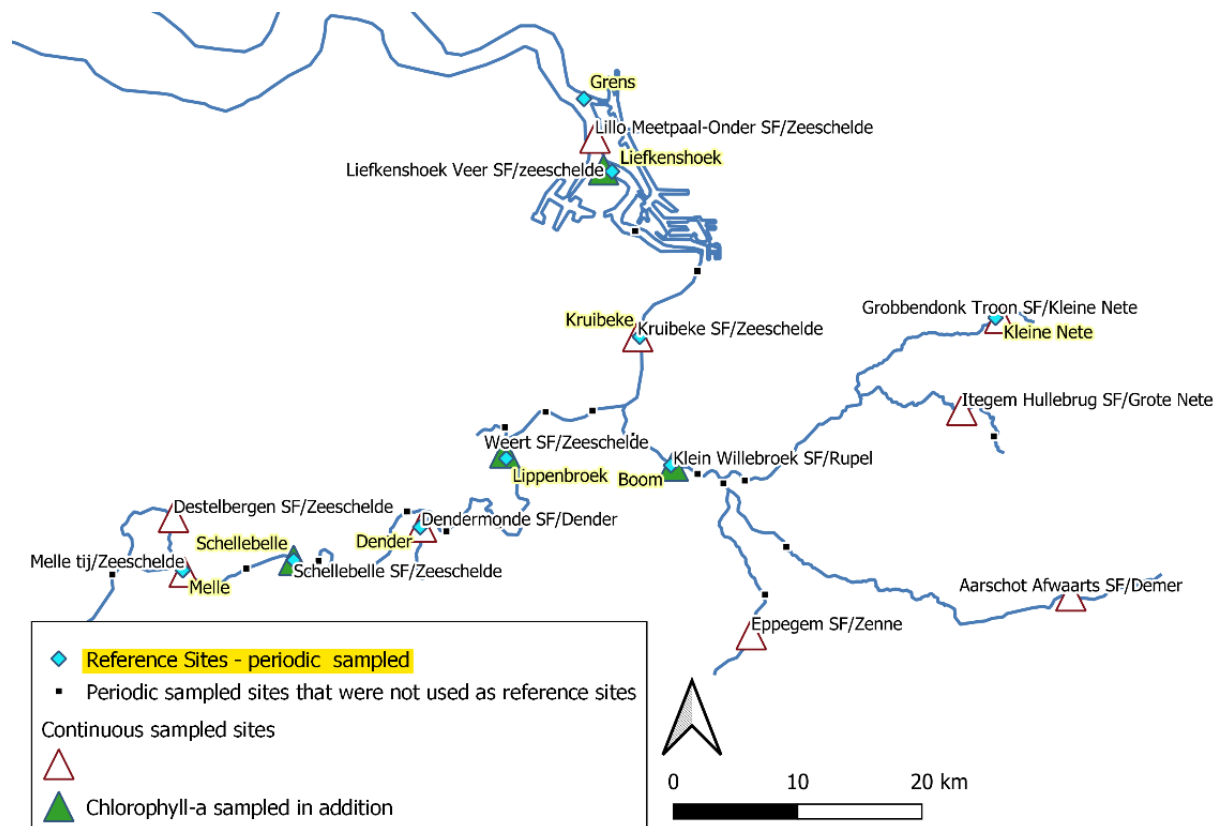 Grens
Lillo Meetpaal-Onder SF/Zeeschelde
Liefkenshoek
Liefkenshoek Veer SF/zeeschelde
Grobbendonk Troon SF/Kleine Nete
Kruibeke
Kruibeke SF/Zeeschelde
Kleine Nete
Itegem Hullebrug SF/Grote Nete
Weert SF/Zeeschelde
Klein Willebroek SF/Rupel
Lippenbroek
Boom
Destelbergen SF/Zeeschelde
Dendermonde SF/Dender
Schellebelle
Dender
Melle tij/Zeeschelde
Schellebelle SF/Zeeschelde
Melle
Aarschot Afwaarts SF/Demer
Eppegem SF/Zenne
Reference Sites - periodic sampled
Periodic sampled sites that were not used as reference sites
Continuous sampled sites
Chlorophyll-a sampled in addition
0 10 20 km